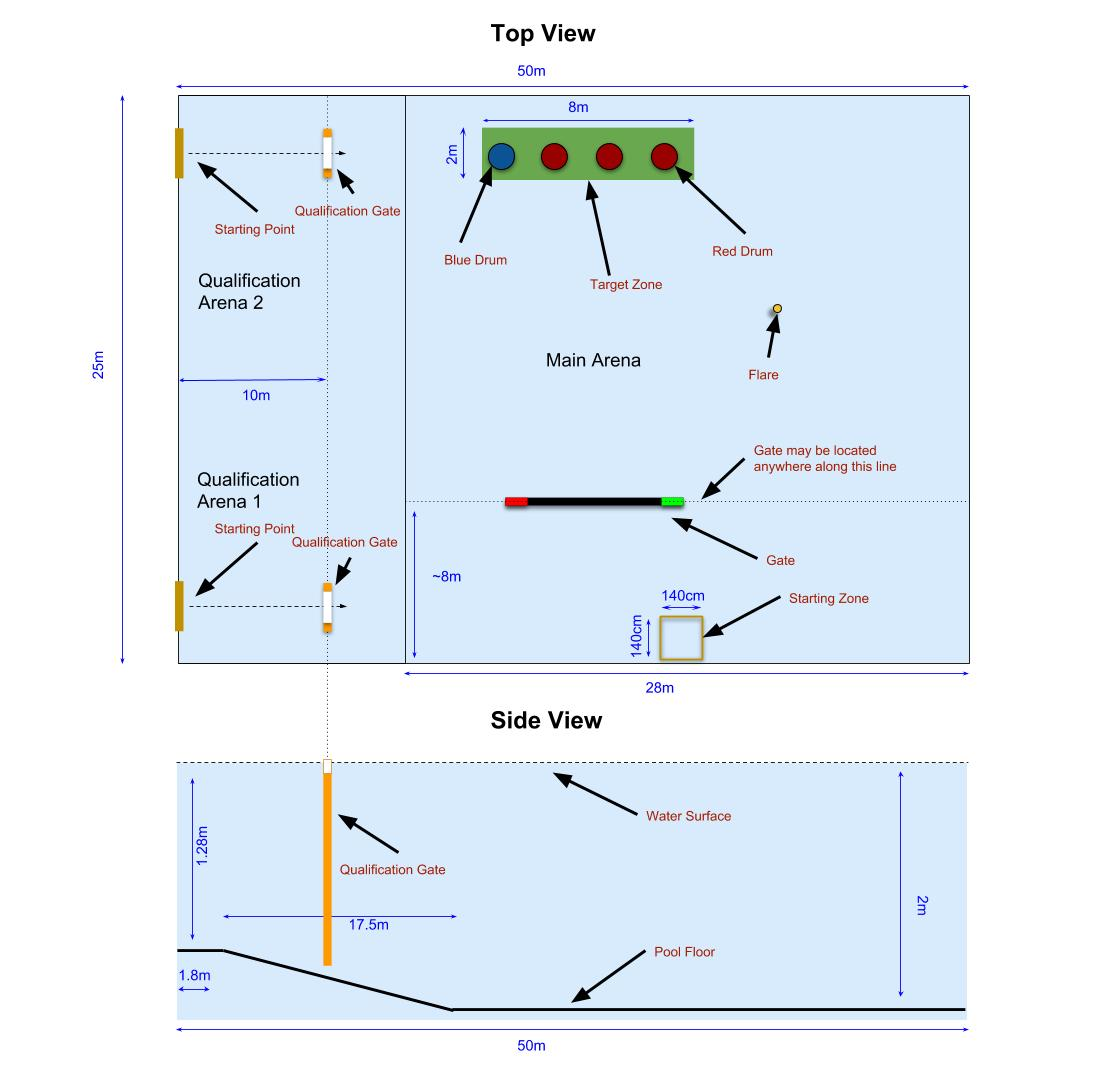 Top View
50m
8m
2m
25m
Starting Point
Qualification Gate
Blue Drum
Target Zone
Red Drum
Qualification
Arena 2
Main Arena
Flare
10m
Gate may be located
anywhere along this line
Qualification
Arena 1
Starting Point
Qualification Gate
~8m
Gate
140cm
140cm
Starting Zone
28m
Side View
1.28m
Water Surface
Qualification Gate
2m
17.5m
Pool Floor
1.8m
50m